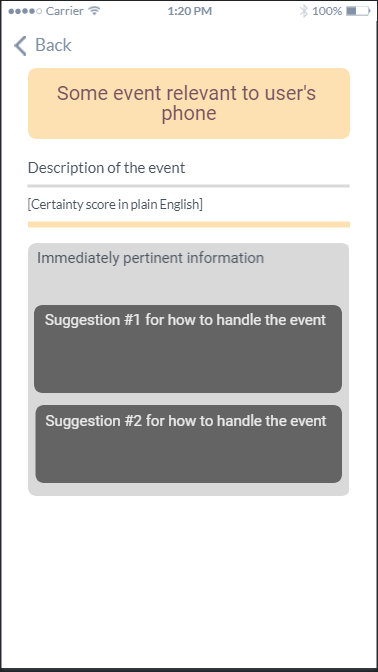 Carrier 1:20 PM 100%
Back
Some event relevant to user's
phone
Description of the event
[Certainty score in plain English]
Immediately pertinent information
Suggestion #1 for how to handle the event
Suggestion #2 for how to handle the event